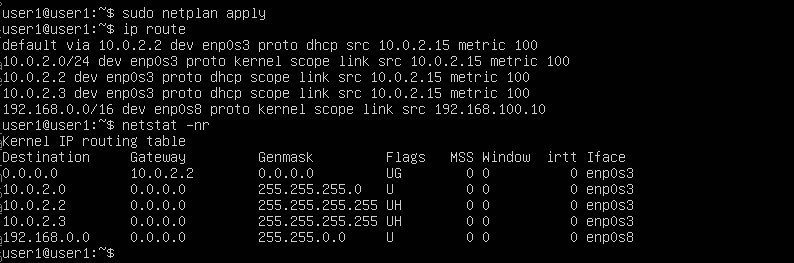 user1@user1:~$ sudo netplan apply
user1@user1:~$ ip route
default via 10.0.2.2 dev enp0s3 proto dhcp src 10.0.2.15 metric 100
10.0.2.0/24 dev enp0s3 proto kernel scope link src 10.0.2.15 metric 100
10.0.2.2 dev enp0s3 proto dhcp scope link src 10.0.2.15 metric 100
10.0.2.3 dev enp0s3 proto dhcp scope link src 10.0.2.15 metric 100
192.168.0.0/16 dev enp0s8 proto kernel scope link src 192.168.100.10
user1@user1:~$ netstat -nr
Kernel IP routing table
Destination     Gateway         Genmask         Flags   MSS Window  irtt Iface
0.0.0.0         10.0.2.2        0.0.0.0         UG        0 0          0 enp0s3
10.0.2.0        0.0.0.0         255.255.255.0   U         0 0          0 enp0s3
10.0.2.2        0.0.0.0         255.255.255.255 UH        0 0          0 enp0s3
10.0.2.3        0.0.0.0         255.255.255.255 UH        0 0          0 enp0s3
192.168.0.0     0.0.0.0         255.255.0.0     U         0 0          0 enp0s8
user1@user1:~$